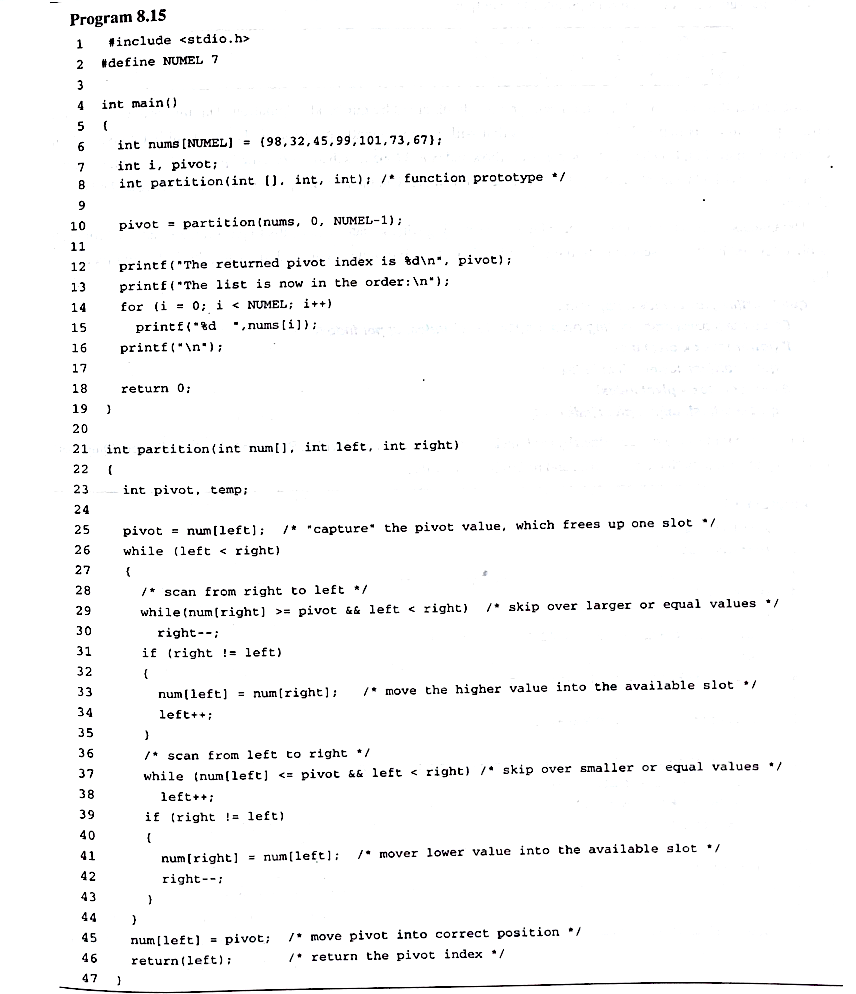 Program 8.15
1 #include <stdio.h>
2 #define NUMEL 7
3
4 int main()
5 {
6 int nums[NUMEL] = {98,32,45,99,101,73,67};
7 int i, pivot;
8 int partition(int [], int, int); /* function prototype */
9
10 pivot = partition(nums, 0, NUMEL-1);
11
12 printf("The returned pivot index is %d\n", pivot);
13 printf("The list is now in the order:\n");
14 for (i = 0; i < NUMEL; i++)
15 printf("%d  ",nums[i]);
16 printf("\n");
17
18 return 0;
19 }
20
21 int partition(int num[], int left, int right)
22 {
23 int pivot, temp;
24
25 pivot = num[left]; /* "capture" the pivot value, which frees up one slot */
26 while (left < right)
27 {
28 /* scan from right to left */
29 while(num[right] >= pivot && left < right) /* skip over larger or equal values */
30 right--;
31 if (right != left)
32 {
33 num[left] = num[right]; /* move the higher value into the available slot */
34 left++;
35 }
36 /* scan from left to right */
37 while (num[left] <= pivot && left < right) /* skip over smaller or equal values */
38 left++;
39 if (right != left)
40 {
41 num[right] = num[left]; /* mover lower value into the available slot */
42 right--;
43 }
44 }
45 num[left] = pivot; /* move pivot into correct position */
46 return(left); /* return the pivot index */
47 }